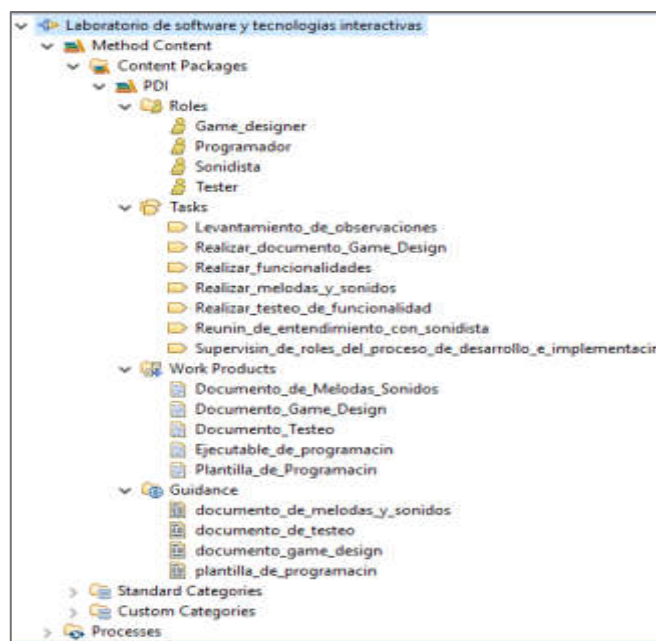 Laboratorio de software y tecnologias interactivas
Method Content
Content Packages
PDI
Roles
Game_designer
Programador
Sonidista
Tester
Tasks
Levantamiento_de_observaciones
Realizar_documento_Game_Design
Realizar_funcionalidades
Realizar_melodas_y_sonidos
Realizar_testeo_de_funcionalidad
Reunin_de_entendimiento_con_sonidista
Supervisin_de_roles_del_proceso_de_desarrollo_e_implementacin
Work Products
Documento_de_Melodas_Sonidos
Documento_Game_Design
Documento_Testeo
Ejecutable_de_programacin
Plantilla_de_Programacin
Guidance
documento_de_melodas_y_sonidos
documento_de_testeo
documento_game_design
plantilla_de_programacin
Standard Categories
Custom Categories
Processes